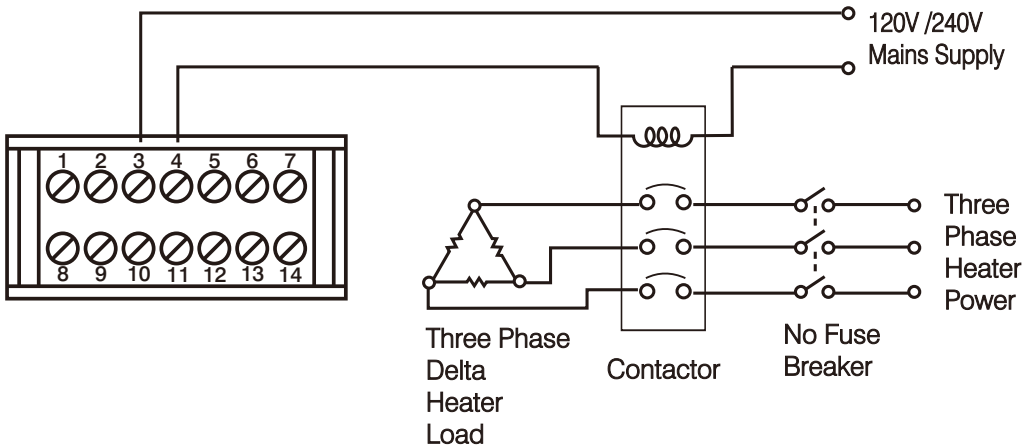 120V /240V
Mains Supply
1 2 3 4 5 6 7
8 9 10 11 12 13 14
Three
Phase
Heater
Power
Three Phase
Delta
Heater
Load
Contactor
No Fuse
Breaker